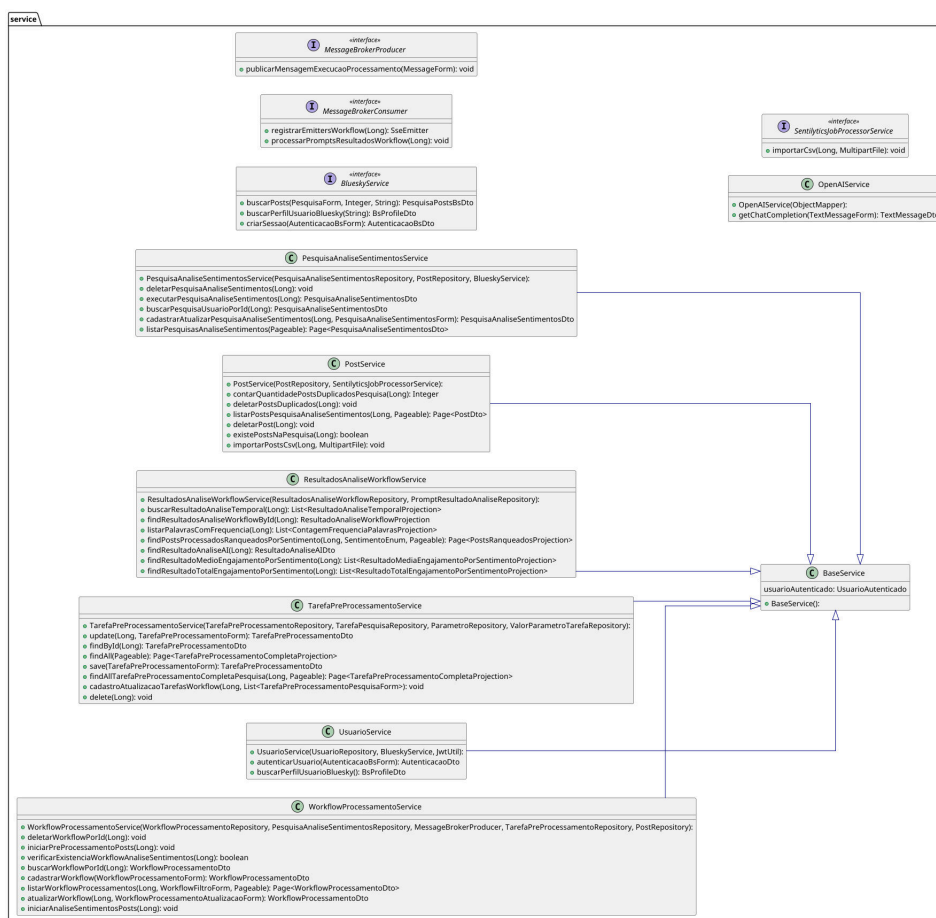 service
«interface»
I MessageBrokerProducer
publicarMensagemExecucaoProcessamento(MessageForm): void
«interface»
I MessageBrokerConsumer
registrarEmittersWorkflow(Long): SseEmitter
processarPromptsResultadosWorkflow(Long): void
«interface»
I SentilyticsJobProcessorService
importarCsv(Long, MultipartFile): void
«interface»
I BlueskyService
buscarPosts(PesquisaForm, Integer, String): PesquisaPostsBsDto
buscarPerfilUsuarioBluesky(String): BsProfileDto
criarSessao(AutenticacaoBsForm): AutenticacaoBsDto
C OpenAIService
OpenAIService(ObjectMapper):
getChatCompletion(TextMessageForm): TextMessageDto
C PesquisaAnaliseSentimentosService
PesquisaAnaliseSentimentosService(PesquisaAnaliseSentimentosRepository, PostRepository, BlueskyService):
deletarPesquisaAnaliseSentimentos(Long): void
executarPesquisaAnaliseSentimentos(Long): PesquisaAnaliseSentimentosDto
buscarPesquisaUsuarioPorId(Long): PesquisaAnaliseSentimentosDto
cadastrarAtualizarPesquisaAnaliseSentimentos(Long, PesquisaAnaliseSentimentosForm): PesquisaAnaliseSentimentosDto
listarPesquisasAnaliseSentimentos(Pageable): Page<PesquisaAnaliseSentimentosDto>
C PostService
PostService(PostRepository, SentilyticsJobProcessorService):
contarQuantidadePostsDuplicadosPesquisa(Long): Integer
deletarPostsDuplicados(Long): void
listarPostsPesquisaAnaliseSentimentos(Long, Pageable): Page<PostDto>
deletarPost(Long): void
existePostsNaPesquisa(Long): boolean
importarPostsCsv(Long, MultipartFile): void
C ResultadosAnaliseWorkflowService
ResultadosAnaliseWorkflowService(ResultadosAnaliseWorkflowRepository, PromptResultadoAnaliseRepository):
buscarResultadoAnaliseTemporal(Long): List<ResultadoAnaliseTemporalProjection>
findResultadosAnaliseWorkflowById(Long): ResultadoAnaliseWorkflowProjection
listarPalavrasComFrequencia(Long): List<ContagemFrequenciaPalavrasProjection>
findPostsProcessadosRanqueadosPorSentimento(Long, SentimentoEnum, Pageable): Page<PostsRanqueadosProjection>
findResultadoAnaliseAI(Long): ResultadoAnaliseAIDto
findResultadoMedioEngajamentoPorSentimento(Long): List<ResultadoMediaEngajamentoPorSentimentoProjection>
findResultadoTotalEngajamentoPorSentimento(Long): List<ResultadoTotalEngajamentoPorSentimentoProjection>
C BaseService
usuarioAutenticado: UsuarioAutenticado
BaseService():
C TarefaPreProcessamentoService
TarefaPreProcessamentoService(TarefaPreProcessamentoRepository, TarefaPesquisaRepository, ParametroRepository, ValorParametroTarefaRepository):
update(Long, TarefaPreProcessamentoForm): TarefaPreProcessamentoDto
findById(Long): TarefaPreProcessamentoDto
findAll(Pageable): Page<TarefaPreProcessamentoCompletaProjection>
save(TarefaPreProcessamentoForm): TarefaPreProcessamentoDto
findAllTarefaPreProcessamentoCompletaPesquisa(Long, Pageable): Page<TarefaPreProcessamentoCompletaProjection>
cadastroAtualizacaoTarefasWorkflow(Long, List<TarefaPreProcessamentoPesquisaForm>): void
delete(Long): void
C UsuarioService
UsuarioService(UsuarioRepository, BlueskyService, JwtUtil):
autenticarUsuario(AutenticacaoBsForm): AutenticacaoDto
buscarPerfilUsuarioBluesky(): BsProfileDto
C WorkflowProcessamentoService
WorkflowProcessamentoService(WorkflowProcessamentoRepository, PesquisaAnaliseSentimentosRepository, MessageBrokerProducer, TarefaPreProcessamentoRepository, PostRepository):
deletarWorkflowPorId(Long): void
iniciarPreProcessamentoPosts(Long): void
verificarExistenciaWorkflowAnaliseSentimentos(Long): boolean
buscarWorkflowPorId(Long): WorkflowProcessamentoDto
cadastrarWorkflow(WorkflowProcessamentoForm): WorkflowProcessamentoDto
listarWorkflowProcessamentos(Long, WorkflowFiltroForm, Pageable): Page<WorkflowProcessamentoDto>
atualizarWorkflow(Long, WorkflowProcessamentoAtualizacaoForm): WorkflowProcessamentoDto
iniciarAnaliseSentimentosPosts(Long): void